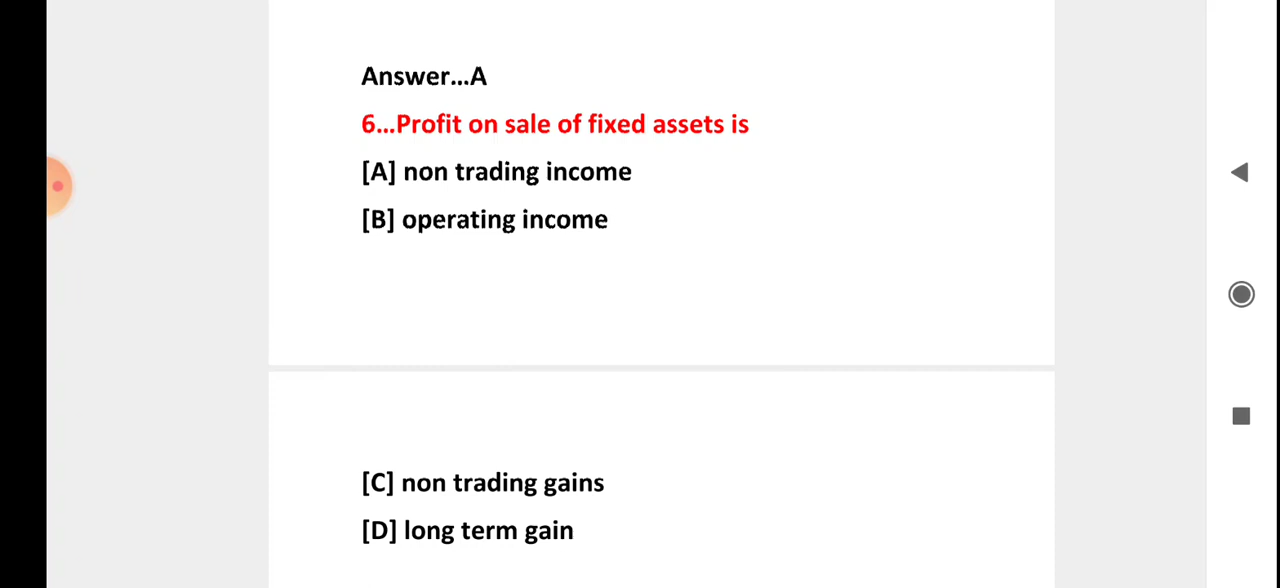 Answer...A
6...Profit on sale of fixed assets is
[A] non trading income
[B] operating income
[C] non trading gains
[D] long term gain